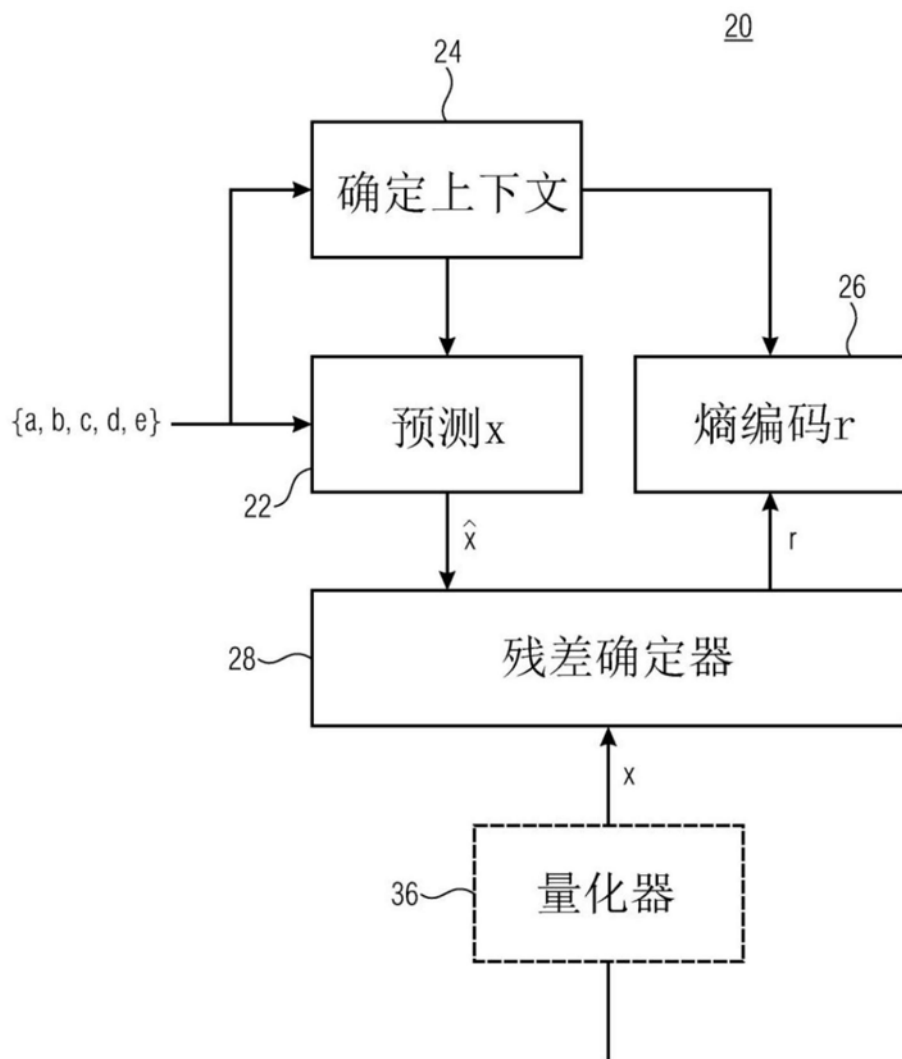 20
24
确定上下文
26
{a, b, c, d, e}
预测x
熵编码r
22
x̂
r
28
残差确定器
x
36
量化器